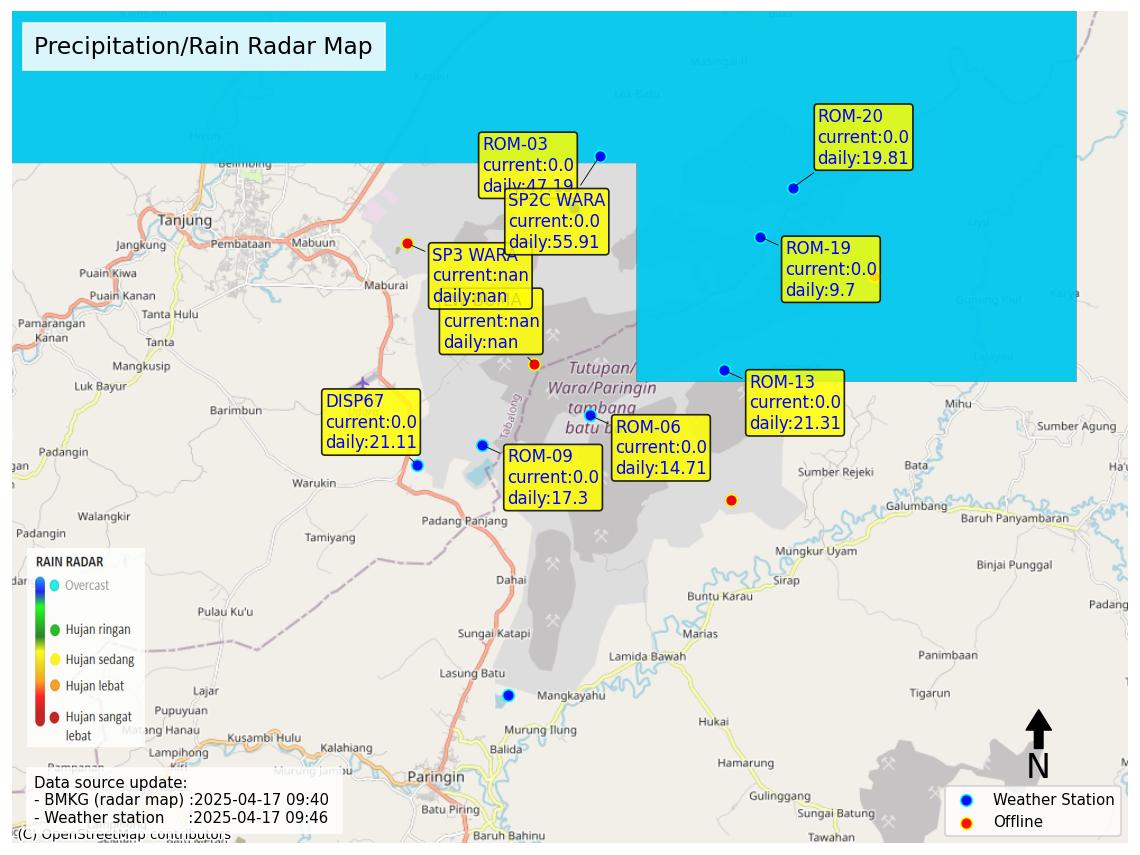 Precipitation/Rain Radar Map
Masingai II
Kapuu
Lok Batu
ROM-20
current:0.0
daily:19.81
ROM-03
current:0.0
daily:47.19
Belimbing
SP2C WARA
current:0.0
daily:55.91
Tanjung
Jangkung
Pembataan
Mabuun
ROM-19
current:0.0
daily:9.7
SP3 WARA
current:nan
daily:nan
Puain Kiwa
Maburai
Puain Kanan
Karya
current:nan
daily:nan
Tanta Hulu
Pamarangan
Kanan
Tanta
Mangkusip
Tutupan/
Wara/Paringin
tambang
Luk Bayur
ROM-13
current:0.0
daily:21.31
DISP67
current:0.0
daily:21.11
Barimbun
Tabalong
Mihu
ROM-06
current:0.0
daily:14.71
Sumber Agung
Padangin
ROM-09
current:0.0
daily:17.3
Bata
Sumber Rejeki
Warukin
Galumbang
Walangkir
Padang Panjang
Baruh Panyambaran
Padangin
Tamiyang
Mungkur Uyam
Binjai Punggal
RAIN RADAR
Overcast
Hujan ringan
Hujan sedang
Hujan lebat
Hujan sangat
lebat
Dahai
Sirap
Buntu Karau
Padang
Pulau Ku'u
Sungai Katapi
Marias
Lamida Bawah
Panimbaan
Lasung Batu
Lajar
Mangkayahu
Tigarun
Pupuyuan
Hukai
Matang Hanau
Murung Ilung
Kusambi Hulu
Lampihong
Kalahiang
Balida
Hamarung
N
Murung Jambu
Paringin
Data source update:
- BMKG (radar map) :2025-04-17 09:40
- Weather station :2025-04-17 09:46
Gulinggang
Batu Piring
Sungai Batung
Weather Station
Offline
(C) OpenStreetMap contributors
Baruh Bahinu
Tawahan